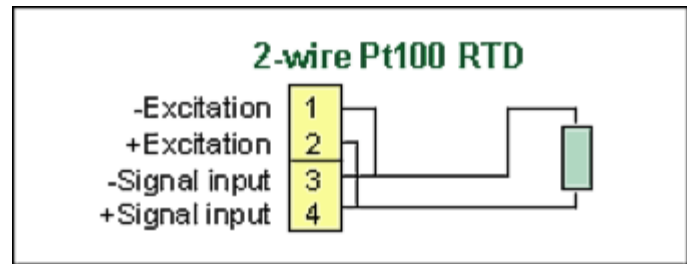 2-wire Pt100 RTD
-Excitation 1
+Excitation 2
-Signal input 3
+Signal input 4